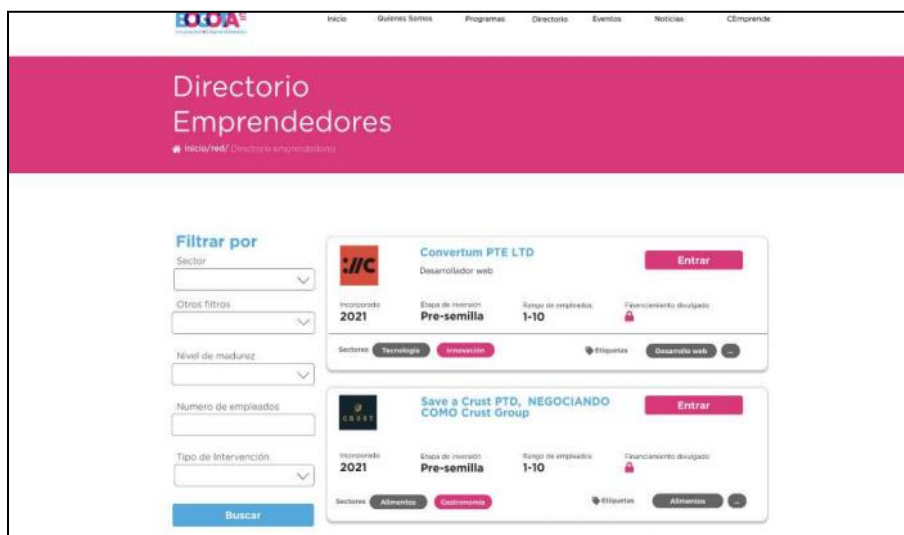 BOGOTA
Inicio Quienes Somos Programas Directorio Eventos Noticias CEmprende
Directorio
Emprendedores
Inicio/red/ Directorio emprendedores
Filtrar por
Sector
Otros filtros
Nivel de madurez
Numero de empleados
Tipo de Intervención
Buscar
://C
Convertum PTE LTD
Desarrollador web
Entrar
Incorporado Etapa de inversión Rango de empleados Financiamiento divulgado
2021 Pre-semilla 1-10
Sectores Tecnología Innovación Etiquetas Desarrollo web ...
CRUST
Save a Crust PTD, NEGOCIANDO
COMO Crust Group
Entrar
Incorporado Etapa de inversión Rango de empleados Financiamiento divulgado
2021 Pre-semilla 1-10
Sectores Alimentos Gastronomía Etiquetas Alimentos ...